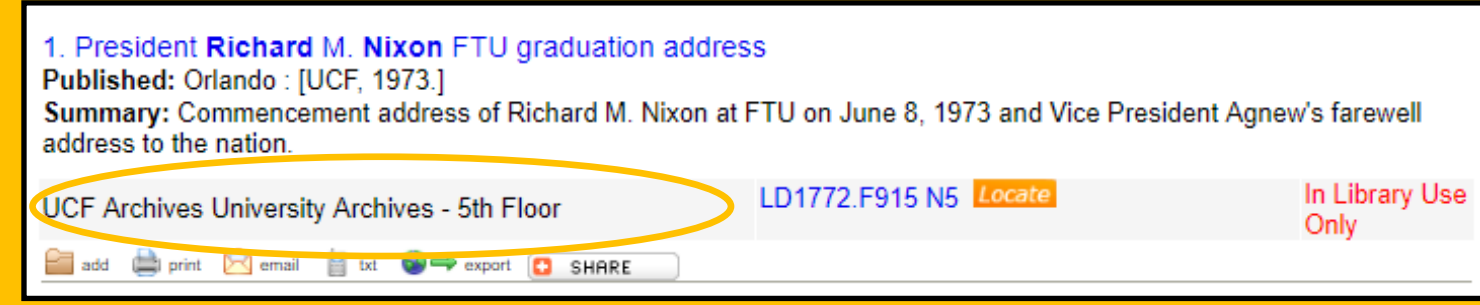 1. President Richard M. Nixon FTU graduation address
Published: Orlando : [UCF, 1973.]
Summary: Commencement address of Richard M. Nixon at FTU on June 8, 1973 and Vice President Agnew's farewell
address to the nation.
UCF Archives University Archives - 5th Floor LD1772.F915 N5 Locate In Library Use
Only
add print email txt export SHARE